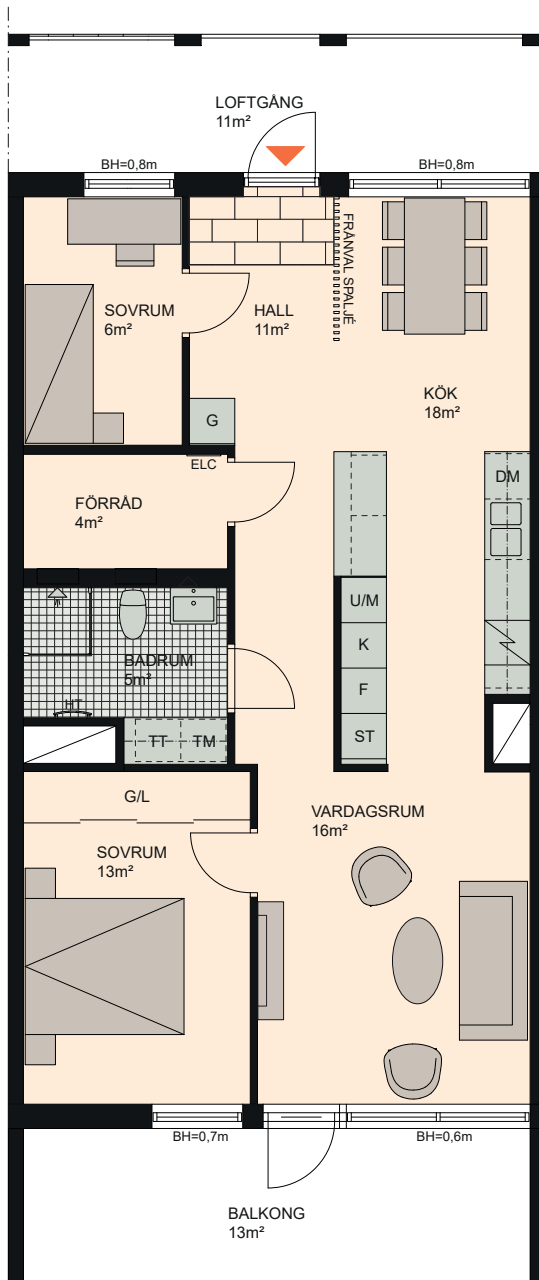 LOFTGÅNG
11m²
BH=0,8m
BH=0,8m
FRÅNVAL SPALJÉ
SOVRUM
6m²
HALL
11m²
KÖK
18m²
G
ELC
DM
FÖRRÅD
4m²
U/M
K
F
ST
BADRUM
5m²
HT
TT
TM
G/L
VARDAGSRUM
16m²
SOVRUM
13m²
BH=0,7m
BH=0,6m
BALKONG
13m²